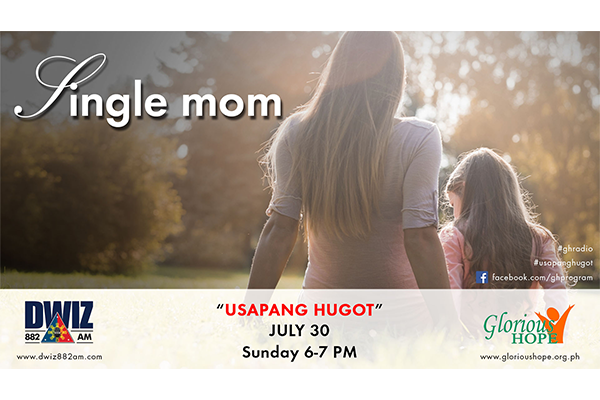 Single mom
#ghradio
#usapanghugot
facebook.com/ghprogram
DWIZ
882 AM
www.dwiz882am.com
"USAPANG HUGOT"
JULY 30
Sunday 6-7 PM
Glorious
HOPE
www.glorioushope.org.ph